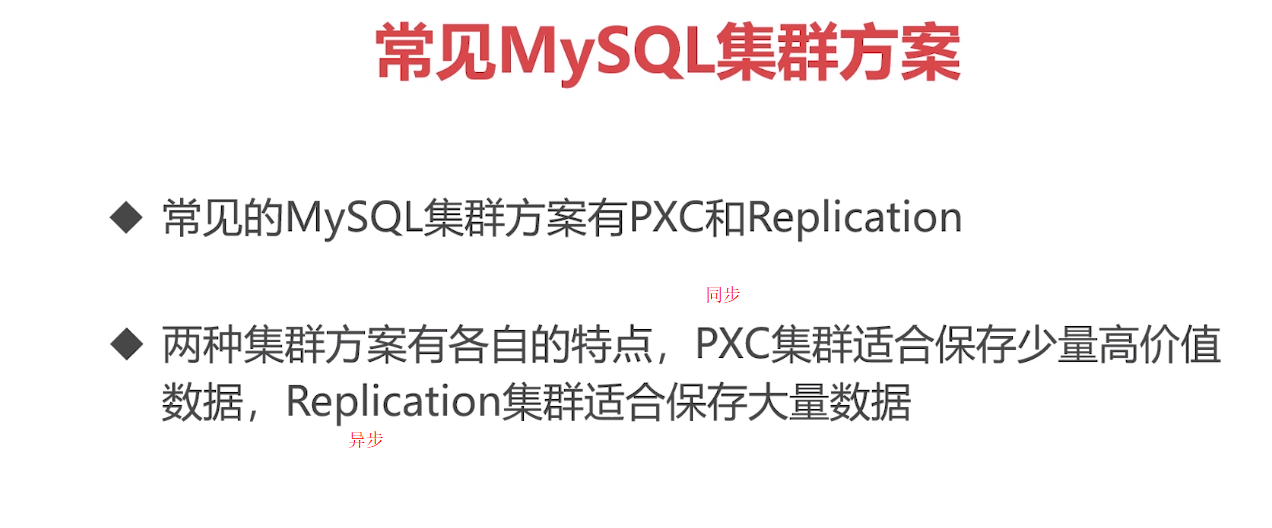 常见MySQL集群方案
常见的MySQL集群方案有PXC和Replication
同步
两种集群方案有各自的特点，PXC集群适合保存少量高价值
数据，Replication集群适合保存大量数据
异步